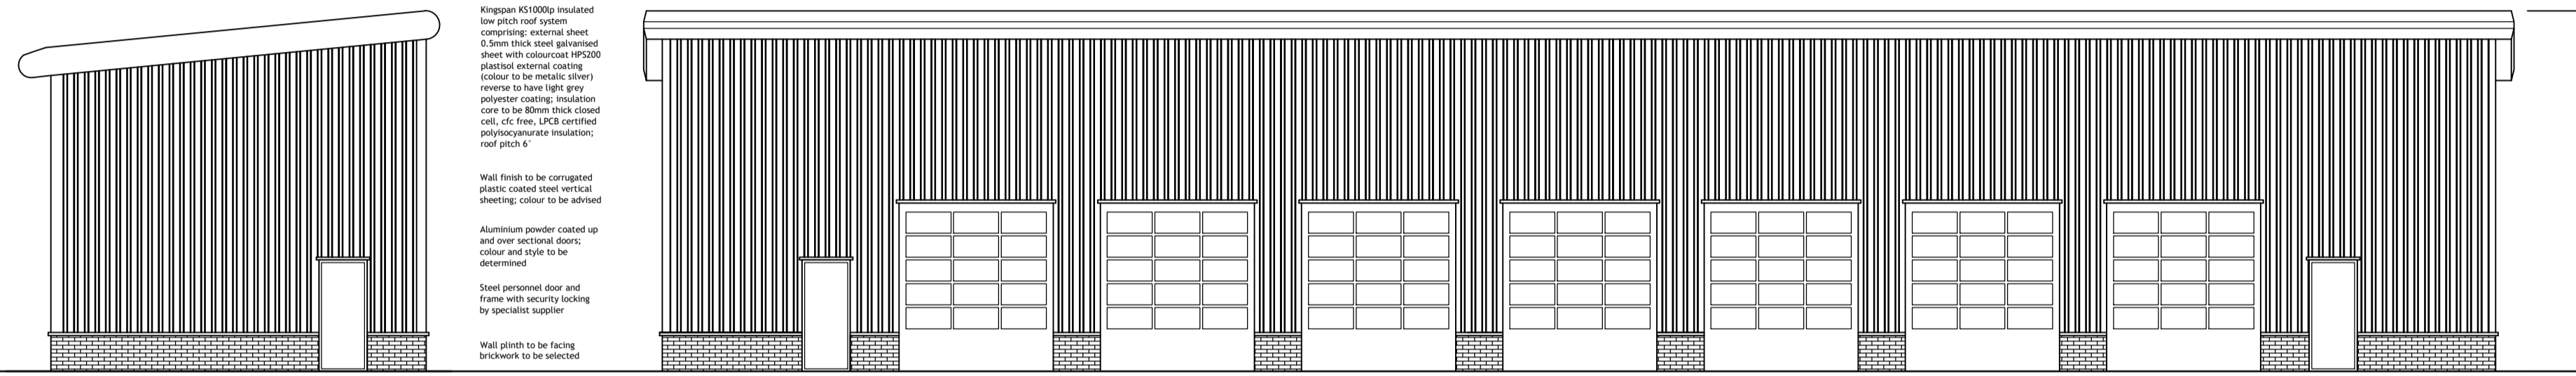 Kingspan KS1000lp insulated
low pitch roof system
comprising: external sheet
0.5mm thick steel galvanised
sheet with colourcoat HPS200
plastisol external coating
(colour to be metalic silver)
reverse to have light grey
polyester coating; insulation
core to be 80mm thick closed
cell, cfc free, LPCB certified
polyisocyanurate insulation;
roof pitch 6°
Wall finish to be corrugated
plastic coated steel vertical
sheeting; colour to be advised
Aluminium powder coated up
and over sectional doors;
colour and style to be
determined
Steel personnel door and
frame with security locking
by specialist supplier
Wall plinth to be facing
brickwork to be selected